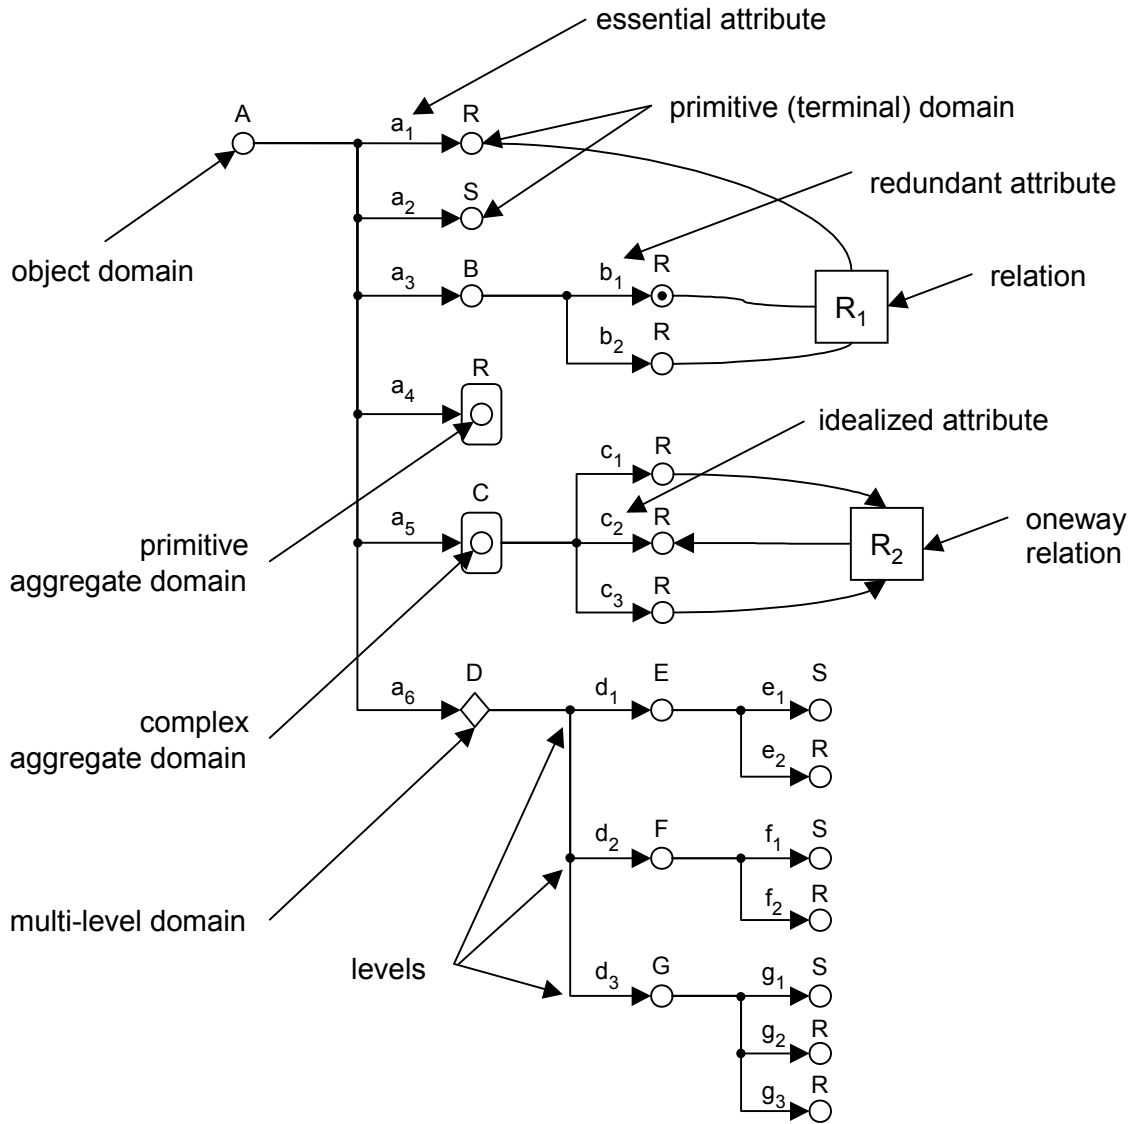 essential attribute
A
a1
R
primitive (terminal) domain
a2
S
redundant attribute
object domain
a3
B
b1
R
relation
R1
b2
R
R
a4
idealized attribute
c1
R
C
a5
c2
R
R2
oneway
relation
primitive
aggregate domain
c3
R
D
a6
d1
E
e1
S
complex
aggregate domain
e2
R
d2
F
f1
S
f2
R
multi-level domain
levels
d3
G
g1
S
g2
R
g3
R